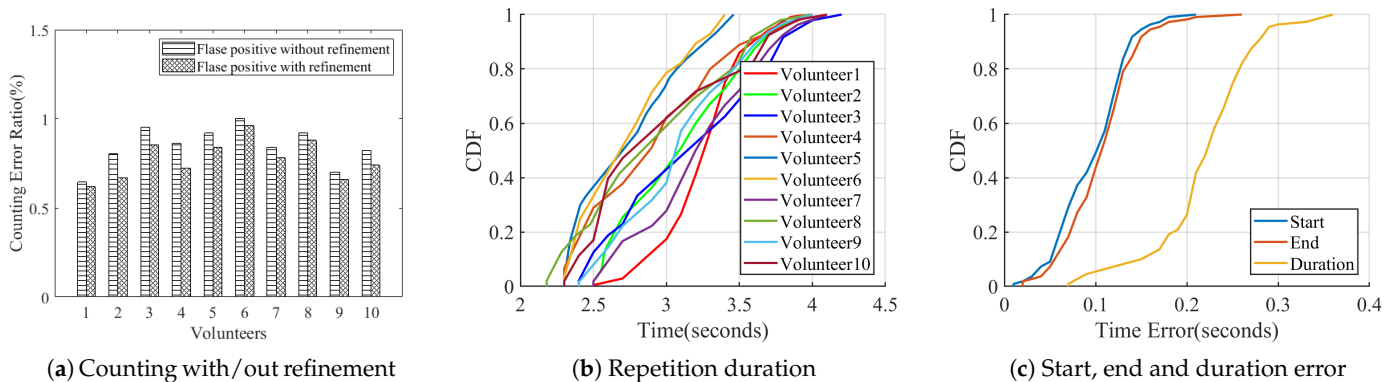 Counting Error Ratio(%)
1.5
1
0.5
0
Flase positive without refinement
Flase positive with refinement
1 2 3 4 5 6 7 8 9 10
Volunteers
(a) Counting with/out refinement
CDF
1
0.8
0.6
0.4
0.2
0
Volunteer1
Volunteer2
Volunteer3
Volunteer4
Volunteer5
Volunteer6
Volunteer7
Volunteer8
Volunteer9
Volunteer10
2 2.5 3 3.5 4 4.5
Time(seconds)
(b) Repetition duration
CDF
1
0.8
0.6
0.4
0.2
0
Start
End
Duration
0 0.1 0.2 0.3 0.4
Time Error(seconds)
(c) Start, end and duration error